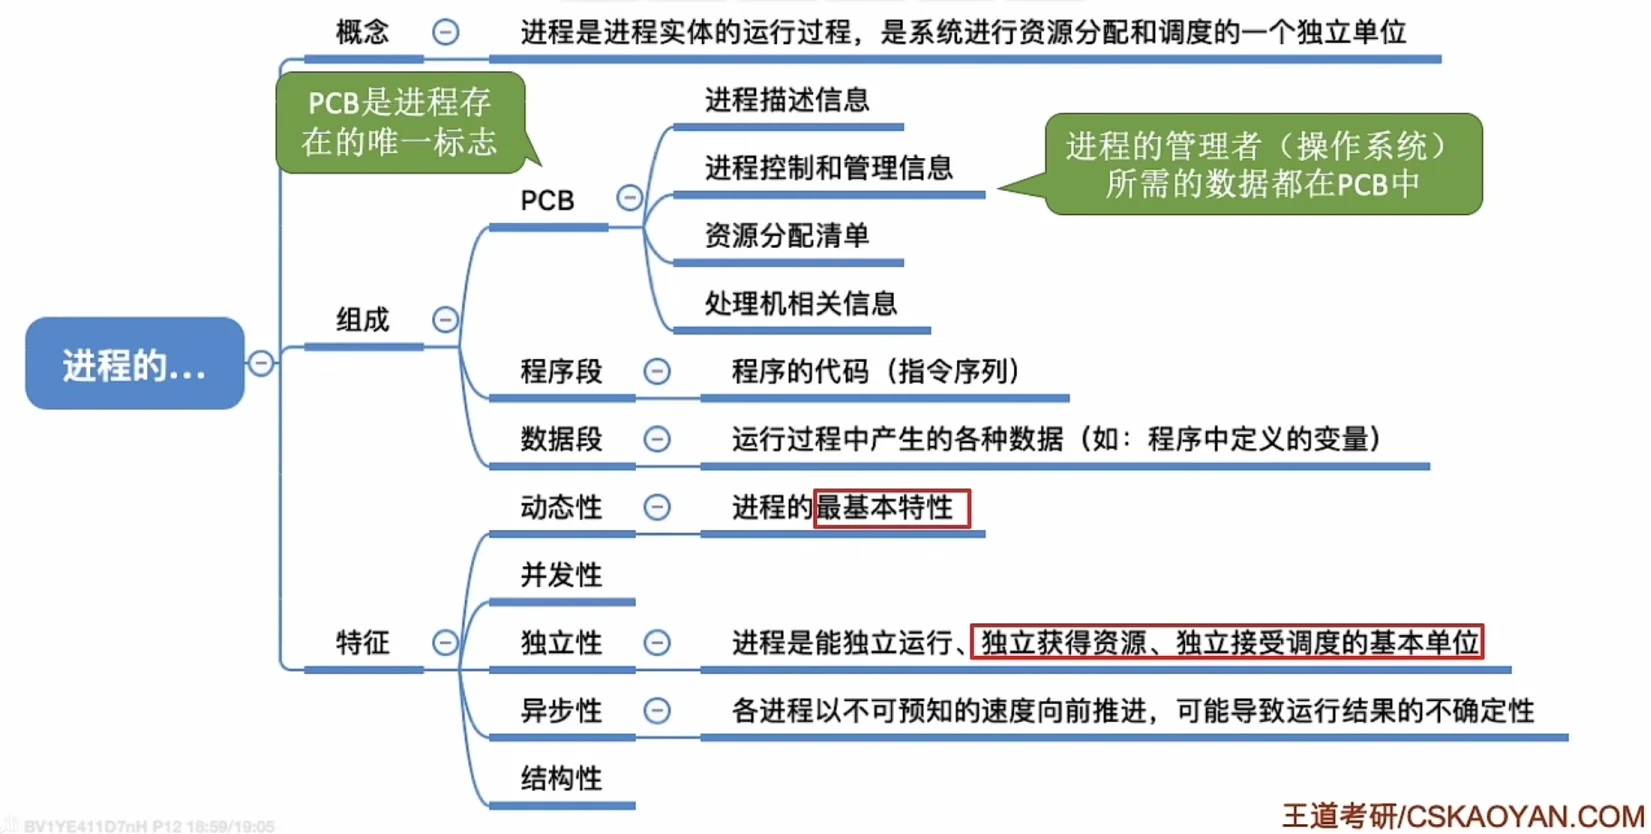 概念
进程是进程实体的运行过程，是系统进行资源分配和调度的一个独立单位
PCB是进程存
在的唯一标志
进程描述信息
进程控制和管理信息
进程的管理者（操作系统）
所需的数据都在PCB中
PCB
资源分配清单
处理机相关信息
组成
进程的...
程序段
程序的代码（指令序列）
数据段
运行过程中产生的各种数据（如：程序中定义的变量）
动态性
进程的最基本特性
并发性
特征
独立性
进程是能独立运行、独立获得资源、独立接受调度的基本单位
异步性
各进程以不可预知的速度向前推进，可能导致运行结果的不确定性
结构性
王道考研/CSKAOYAN.COM
BV1YE411D7nH P12 18:59/19:05